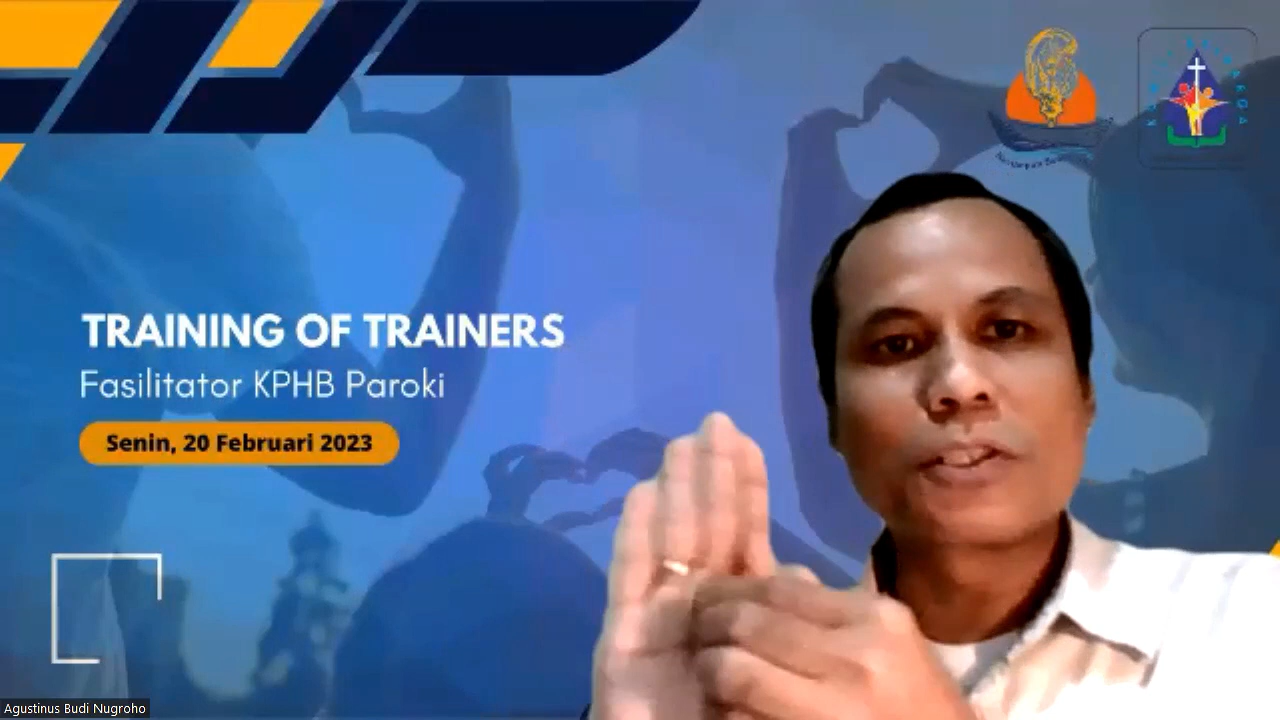 TRAINING OF TRAINERS
Fasilitator KPHB Paroki
Senin, 20 Februari 2023
Agustinus Budi Nugroho